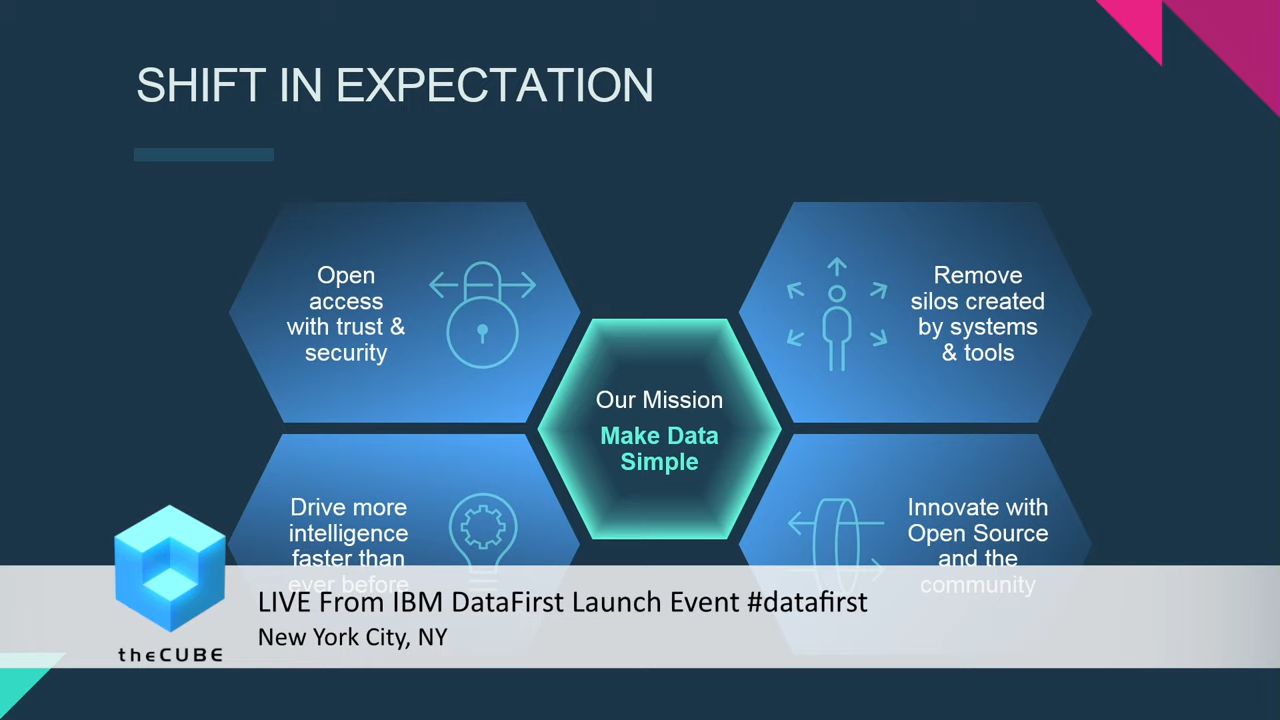 SHIFT IN EXPECTATION
Open
access
with trust &
security
Remove
silos created
by systems
& tools
Our Mission
Make Data
Simple
Drive more
intelligence
faster than
ever before
Innovate with
Open Source
and the
community
LIVE From IBM DataFirst Launch Event #datafirst
New York City, NY
theCUBE